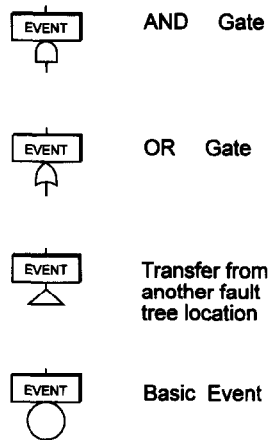 EVENT
AND Gate
EVENT
OR Gate
EVENT
Transfer from
another fault
tree location
EVENT
Basic Event